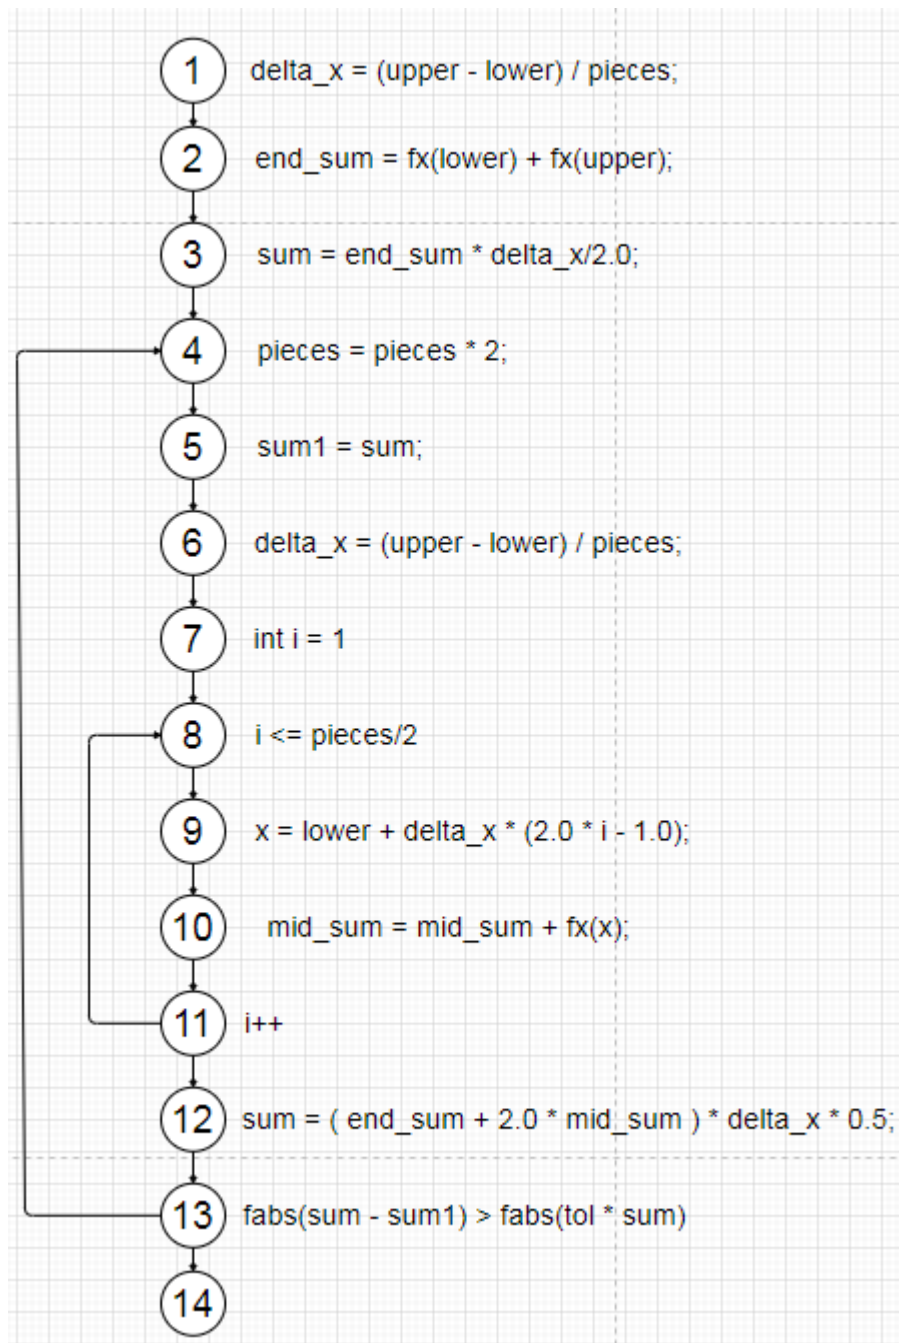 1 delta_x = (upper - lower) / pieces;
2 end_sum = fx(lower) + fx(upper);
3 sum = end_sum * delta_x/2.0;
4 pieces = pieces * 2;
5 sum1 = sum;
6 delta_x = (upper - lower) / pieces;
7 int i = 1
8 i <= pieces/2
9 x = lower + delta_x * (2.0 * i - 1.0);
10 mid_sum = mid_sum + fx(x);
11 i++
12 sum = ( end_sum + 2.0 * mid_sum ) * delta_x * 0.5;
13 fabs(sum - sum1) > fabs(tol * sum)
14